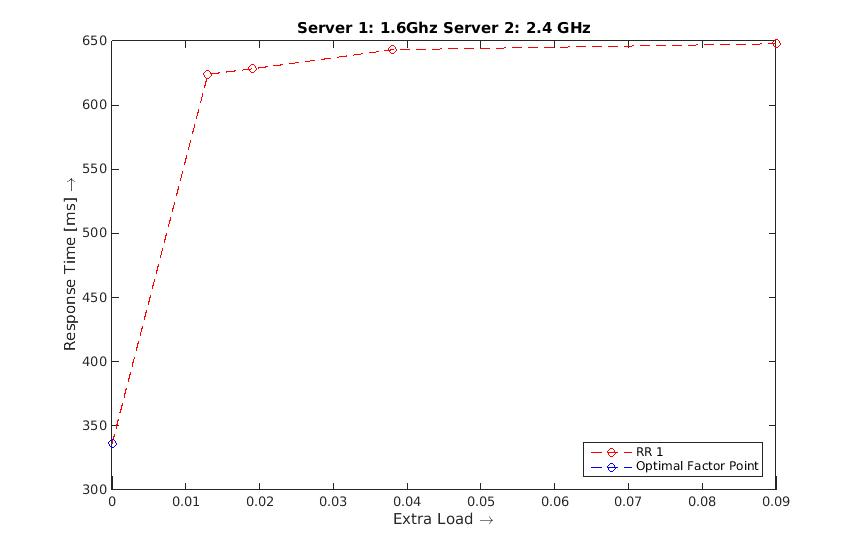 Server 1: 1.6Ghz Server 2: 2.4 GHz
650
600
550
500
450
400
350
300
Response Time [ms] →
RR 1
Optimal Factor Point
0 0.01 0.02 0.03 0.04 0.05 0.06 0.07 0.08 0.09
Extra Load →